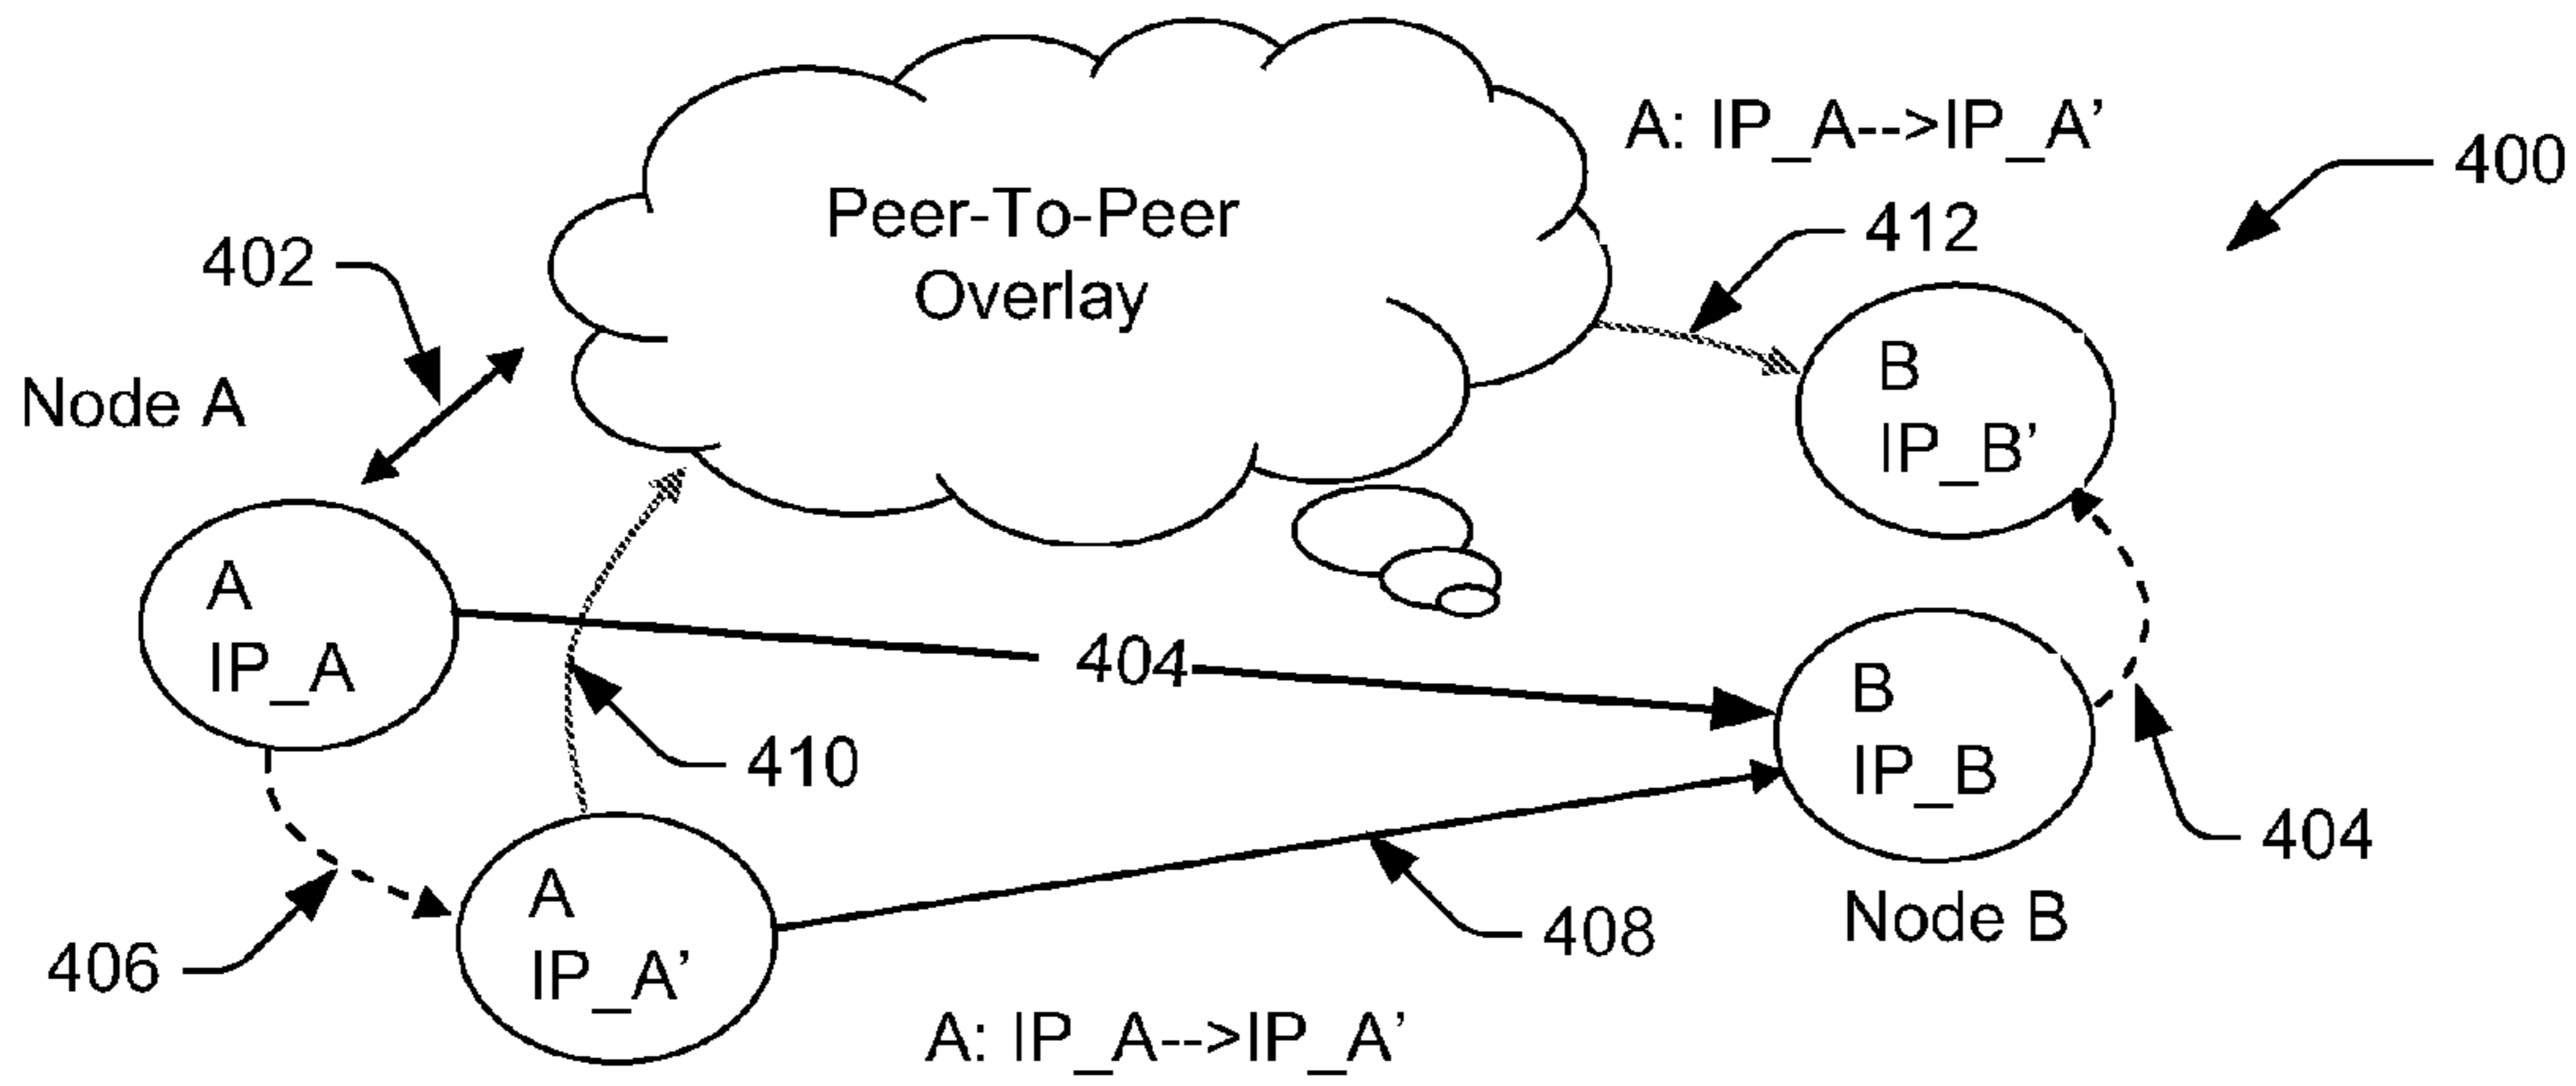 A: IP_A-->IP_A’
400
Peer-To-Peer
Overlay
412
402
Node A
B
IP_B’
A
IP_A
404
B
IP_B
410
404
A
IP_A’
408
Node B
406
A: IP_A-->IP_A’